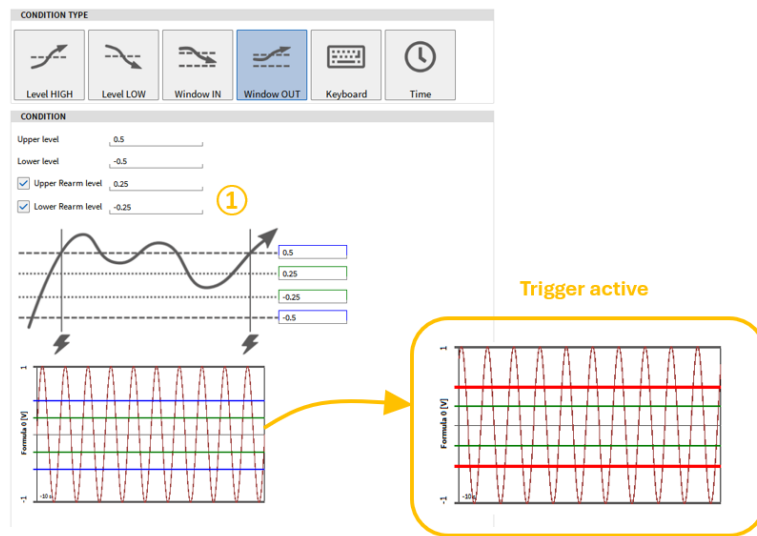 CONDITION TYPE
Level HIGH
Level LOW
Window IN
Window OUT
Keyboard
Time
CONDITION
Upper level 0.5
Lower level -0.5
Upper Rearm level 0.25
Lower Rearm level -0.25
①
0.5
0.25
-0.25
-0.5
Trigger active
1
Formula 0 [V]
-1
-10 s
1
Formula 0 [V]
-1
-10